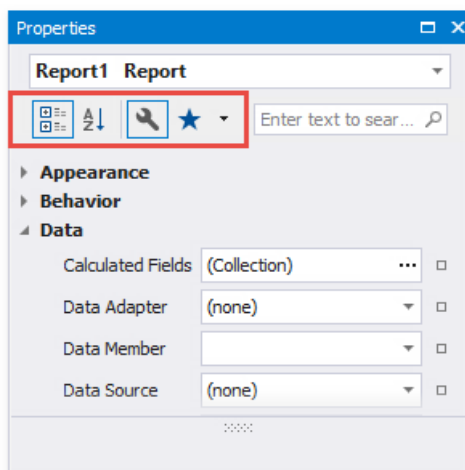 Properties
Report1 Report
A Z
Enter text to sear...
Appearance
Behavior
Data
Calculated Fields (Collection) ...
Data Adapter (none)
Data Member
Data Source (none)